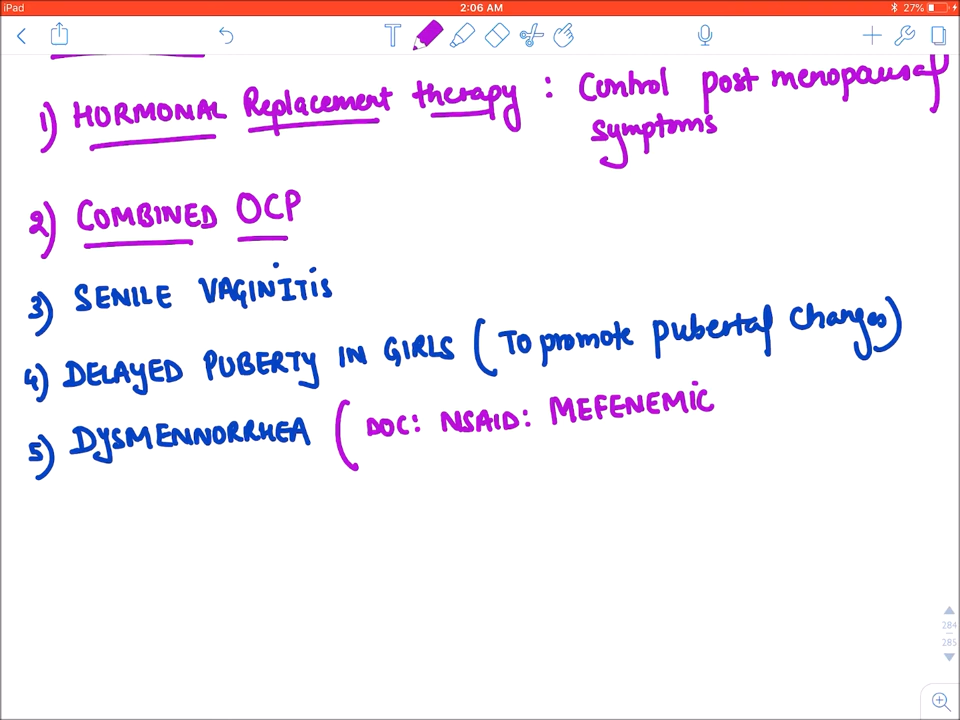 iPad
2:06 AM
27%
T
1) HORMONAL Replacement therapy : Control post menopausal
symptoms
2) COMBINED OCP
3) SENILE VAGINITIS
4) DELAYED PUBERTY IN GIRLS (To promote pubertal changes)
5) DYSMENNORRHEA (DOC: NSAID: MEFENEMIC
284
285